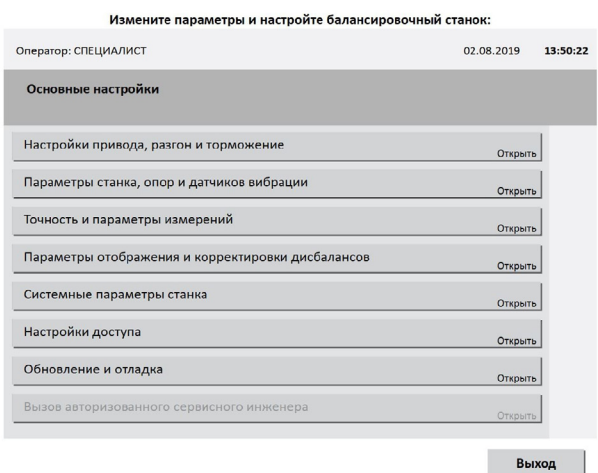 Измените параметры и настройте балансировочный станок:
Оператор: СПЕЦИАЛИСТ 02.08.2019 13:50:22
Основные настройки
Настройки привода, разгон и торможение Открыть
Параметры станка, опор и датчиков вибрации Открыть
Точность и параметры измерений Открыть
Параметры отображения и корректировки дисбалансов Открыть
Системные параметры станка Открыть
Настройки доступа Открыть
Обновление и отладка Открыть
Вызов авторизованного сервисного инженера Открыть
Выход